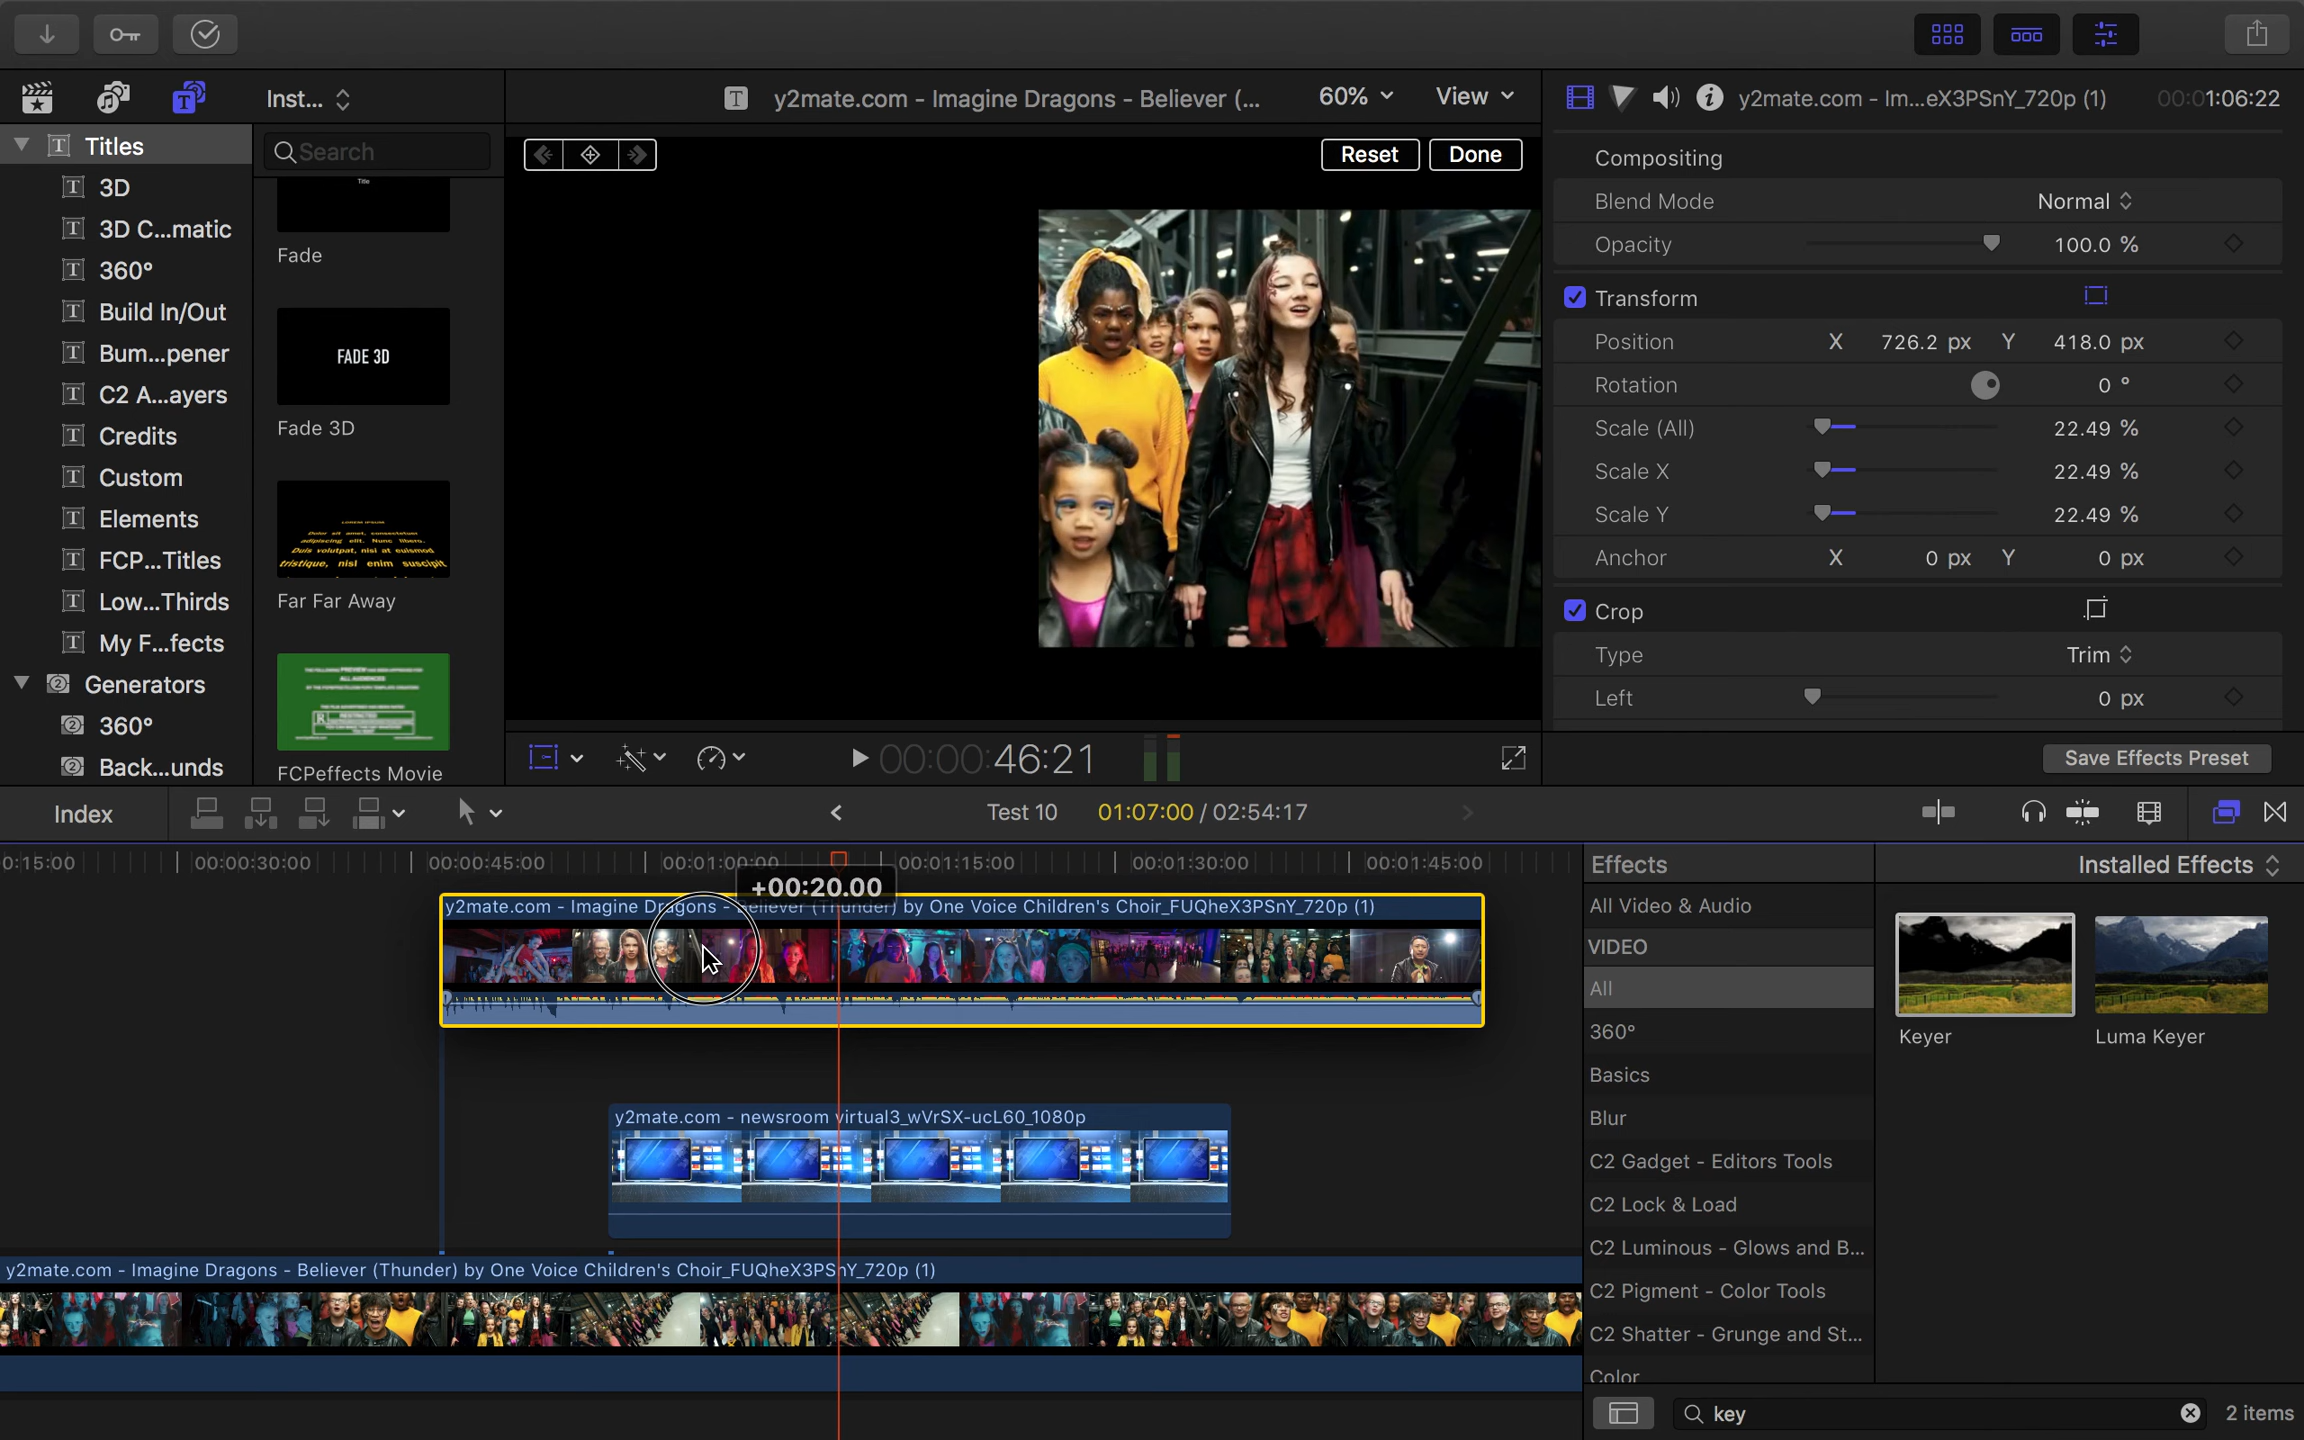 Inst...
y2mate.com - Imagine Dragons - Believer (...
60%
View
y2mate.com - Im...eX3PSnY_720p (1)
00:01:06:22
Titles
3D
3D C...matic
360°
Build In/Out
Bum...pener
C2 A...ayers
Credits
Custom
Elements
FCP...Titles
Low...Thirds
My F...fects
Generators
360°
Back...unds
Search
Title
Fade
FADE 3D
Fade 3D
Far Far Away
FCPeffects Movie
Reset
Done
Compositing
Blend Mode Normal
Opacity 100.0 %
Transform
Position X 726.2 px Y 418.0 px
Rotation 0 °
Scale (All) 22.49 %
Scale X 22.49 %
Scale Y 22.49 %
Anchor X 0 px Y 0 px
Crop
Type Trim
Left 0 px
00:00:46:21
Save Effects Preset
Index
Test 10 01:07:00 / 02:54:17
0:15:00 00:00:30:00 00:00:45:00 00:01:00:00 00:01:15:00 00:01:30:00 00:01:45:00
+00:20.00
y2mate.com - Imagine Dragons - Believer (Thunder) by One Voice Children's Choir_FUQheX3PSnY_720p (1)
y2mate.com - newsroom virtual3_wVrSX-ucL60_1080p
y2mate.com - Imagine Dragons - Believer (Thunder) by One Voice Children's Choir_FUQheX3PSnY_720p (1)
Effects
Installed Effects
All Video & Audio
VIDEO
All
360°
Basics
Blur
C2 Gadget - Editors Tools
C2 Lock & Load
C2 Luminous - Glows and B...
C2 Pigment - Color Tools
C2 Shatter - Grunge and St...
Color
Keyer
Luma Keyer
key
2 items